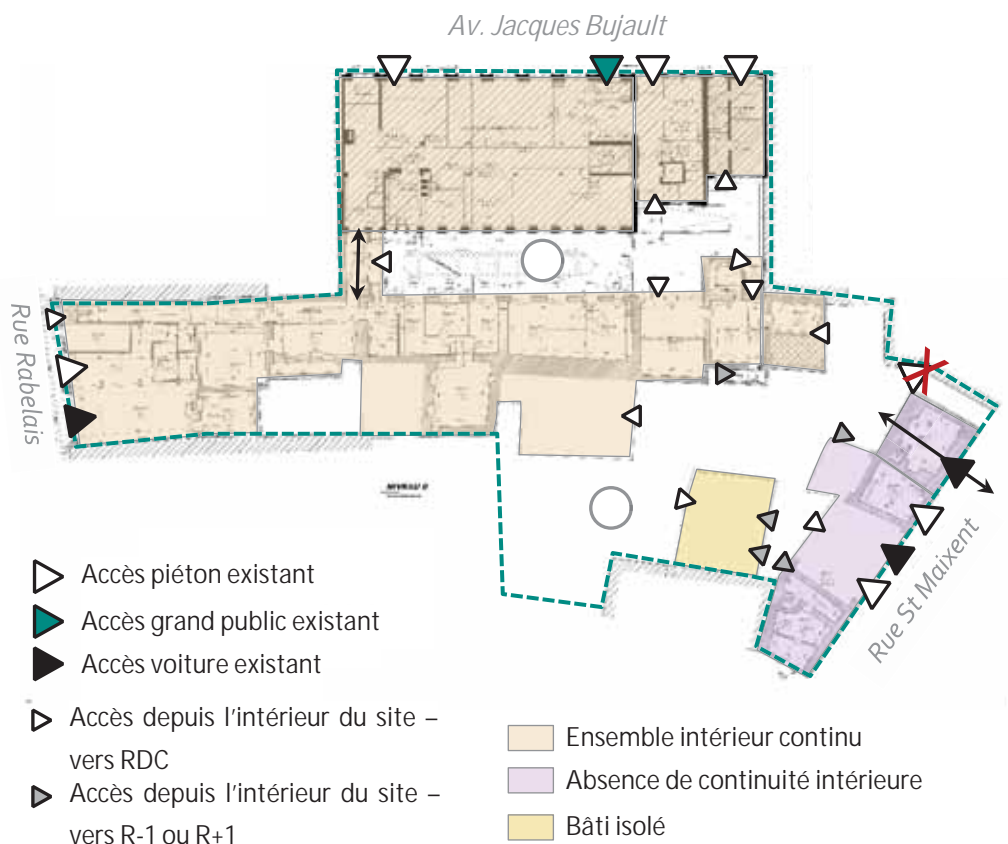 Av. Jacques Bujault
Rue Rabelais
NIVEAU 0
Rue St Maixent
Accès piéton existant
Accès grand public existant
Accès voiture existant
Accès depuis l'intérieur du site –
vers RDC
Accès depuis l'intérieur du site –
vers R-1 ou R+1
Ensemble intérieur continu
Absence de continuité intérieure
Bâti isolé